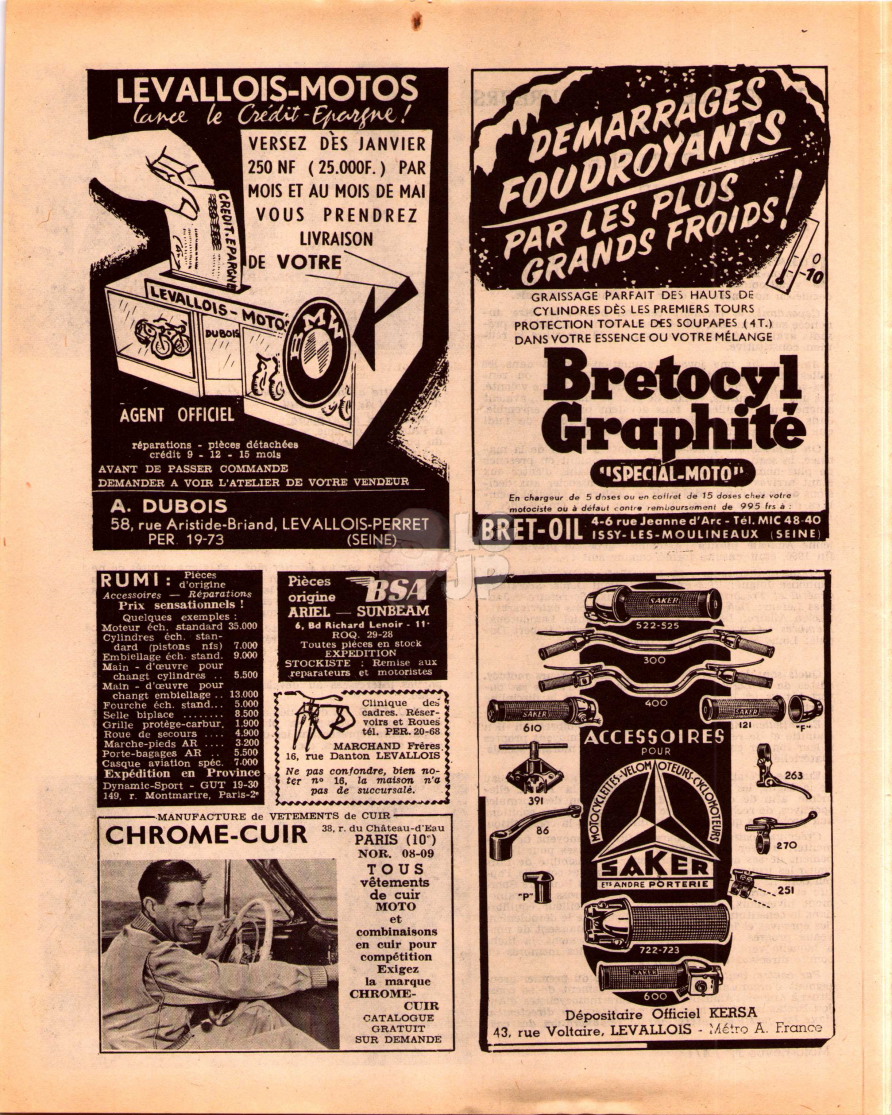 LEVALLOIS-MOTOS
lance le Crédit-Epargne!
VERSEZ DÈS JANVIER
250 NF (25.000F.) PAR
MOIS ET AU MOIS DE MAI
VOUS PRENDREZ
LIVRAISON
DE VOTRE
CREDIT-EPARGNE
LEVALLOIS-MOTOS
DUBOIS
BMW
AGENT OFFICIEL
réparations - pièces détachées
crédit 9 - 12 - 15 mois
AVANT DE PASSER COMMANDE
DEMANDER A VOIR L'ATELIER DE VOTRE VENDEUR
A. DUBOIS
58, rue Aristide-Briand, LEVALLOIS-PERRET
PER. 19-73 (SEINE)
DEMARRAGES
FOUDROYANTS
PAR LES PLUS
GRANDS FROIDS!
0
-10
GRAISSAGE PARFAIT DES HAUTS DE
CYLINDRES DÈS LES PREMIERS TOURS
PROTECTION TOTALE DES SOUPAPES (4T.)
DANS VOTRE ESSENCE OU VOTRE MÉLANGE
Bretocyl
Graphité
"SPECIAL-MOTO"
En chargeur de 5 doses ou en coffret de 15 doses chez votre
motociste ou à défaut contre remboursement de 995 frs à :
BRET-OIL 4-6 rue Jeanne d'Arc - Tél. MIC 48-40
ISSY-LES-MOULINEAUX (SEINE)
RUMI : Pièces
d'origine
Accessoires — Réparations
Prix sensationnels !
Quelques exemples :
Moteur éch. standard 35.000
Cylindres éch. stan-
dard (pistons nfs) 7.000
Embiellage éch. stand. 9.000
Main - d'œuvre pour
changt cylindres .. 5.500
Main - d'œuvre pour
changt embiellage . 13.000
Fourche éch. stand... 5.000
Selle biplace ........ 8.500
Grille protège-carbur. 1.900
Roue de secours .... 4.900
Marche-pieds AR .... 3.200
Porte-bagages AR ... 5.500
Casque aviation spéc. 7.000
Expédition en Province
Dynamic-Sport - GUT 19-30
149, r. Montmartre, Paris-2e
Pièces
origine BSA
ARIEL — SUNBEAM
6, Bd Richard Lenoir - 11e
ROQ. 29-28
Toutes pièces en stock
EXPEDITION
STOCKISTE : Remise aux
reparateurs et motoristes
Clinique des
cadres. Réser-
voirs et Roues
tél. PER. 20-68
MARCHAND Frères
16, rue Danton LEVALLOIS
Ne pas confondre, bien no-
ter n° 16, la maison n'a
pas de succursale.
MANUFACTURE de VETEMENTS de CUIR
CHROME-CUIR 38, r. du Château-d'Eau
PARIS (10e)
NOR. 08-09
TOUS
vêtements
de cuir
MOTO
et
combinaisons
en cuir pour
compétition
Exigez
la marque
CHROME-
CUIR
CATALOGUE
GRATUIT
SUR DEMANDE
SAKER
522-525
300
400
SAKER
610
SAKER
121
"F"
ACCESSOIRES
POUR
MOTOCYCLETTES-VELOMOTEURS-CYCLOMOTEURS
391
263
86
270
SAKER
ETS ANDRE PORTERIE
"P"
251
722-723
SAKER
600
Dépositaire Officiel KERSA
43, rue Voltaire, LEVALLOIS - Métro A. France